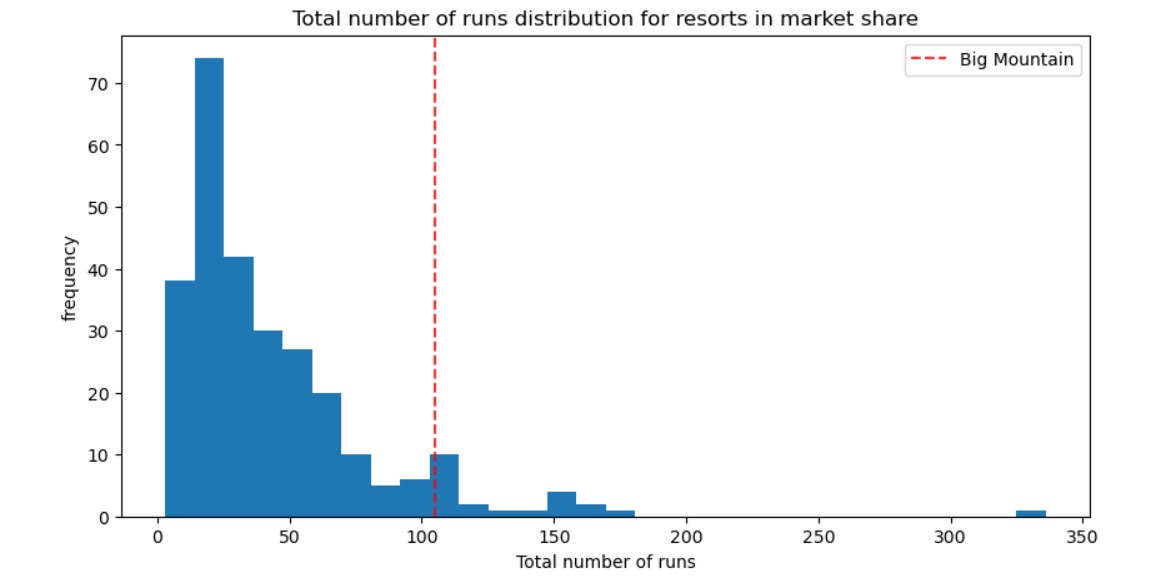 Total number of runs distribution for resorts in market share
Big Mountain
70
60
50
40
30
20
10
0
frequency
0 50 100 150 200 250 300 350
Total number of runs